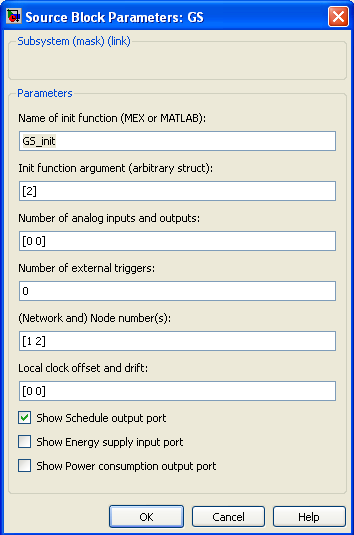 Source Block Parameters: GS
Subsystem (mask) (link)
Parameters
Name of init function (MEX or MATLAB):
GS_init
Init function argument (arbitrary struct):
[2]
Number of analog inputs and outputs:
[0 0]
Number of external triggers:
0
(Network and) Node number(s):
[1 2]
Local clock offset and drift:
[0 0]
Show Schedule output port
Show Energy supply input port
Show Power consumption output port
OK Cancel Help